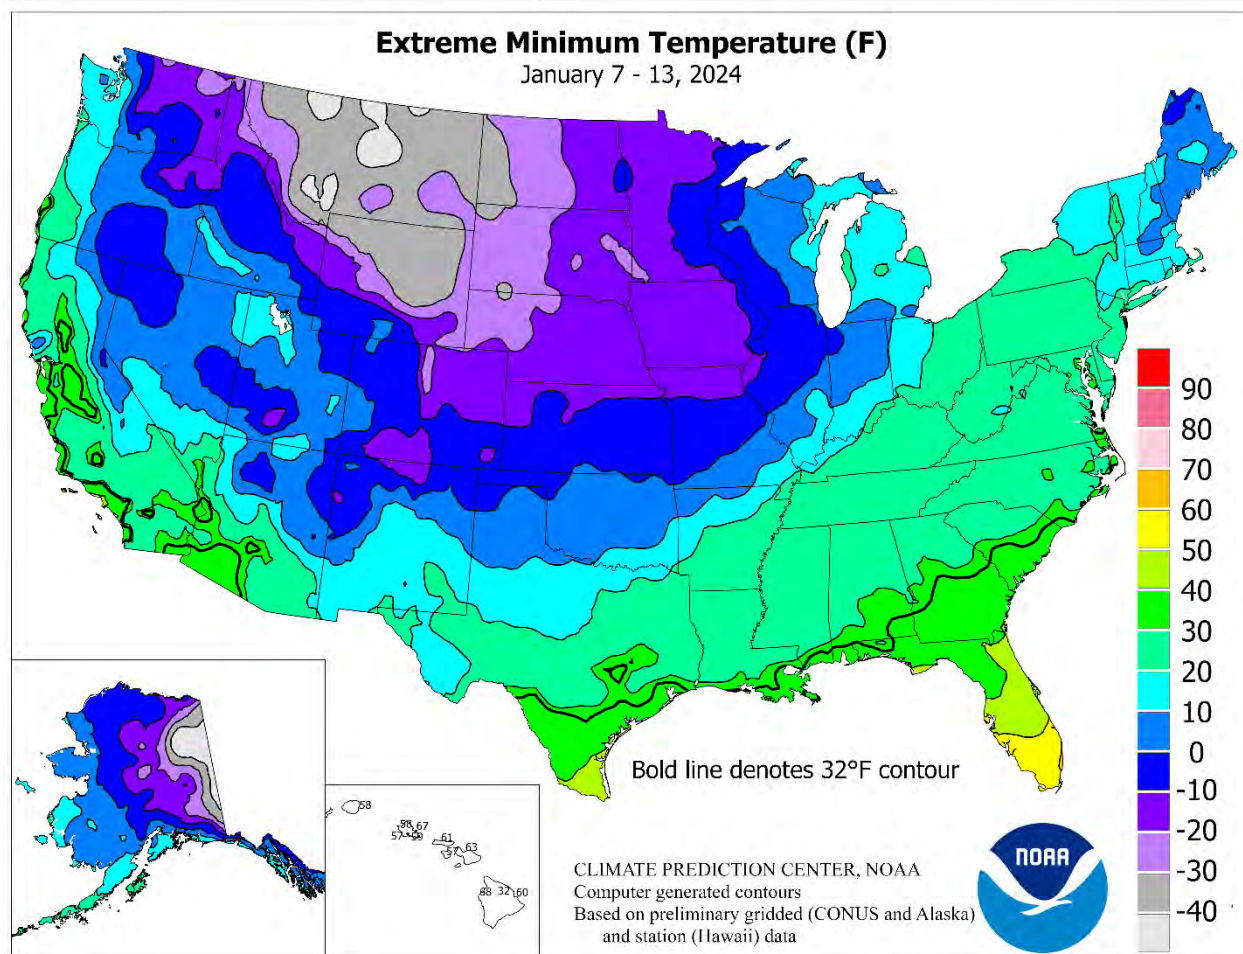 Extreme Minimum Temperature (F)
January 7 - 13, 2024
90
80
70
60
50
40
30
20
10
0
-10
-20
-30
-40
Bold line denotes 32°F contour
58
67
57
61
63
32
60
CLIMATE PREDICTION CENTER, NOAA
Computer generated contours
Based on preliminary gridded (CONUS and Alaska)
and station (Hawaii) data
NOAA